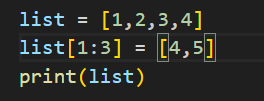 list = [1,2,3,4]
list[1:3] = [4,5]
print(list)